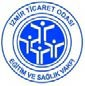 İZMİR TİCARET ODASI
EĞİTİM VE SAĞLIK VAKFI